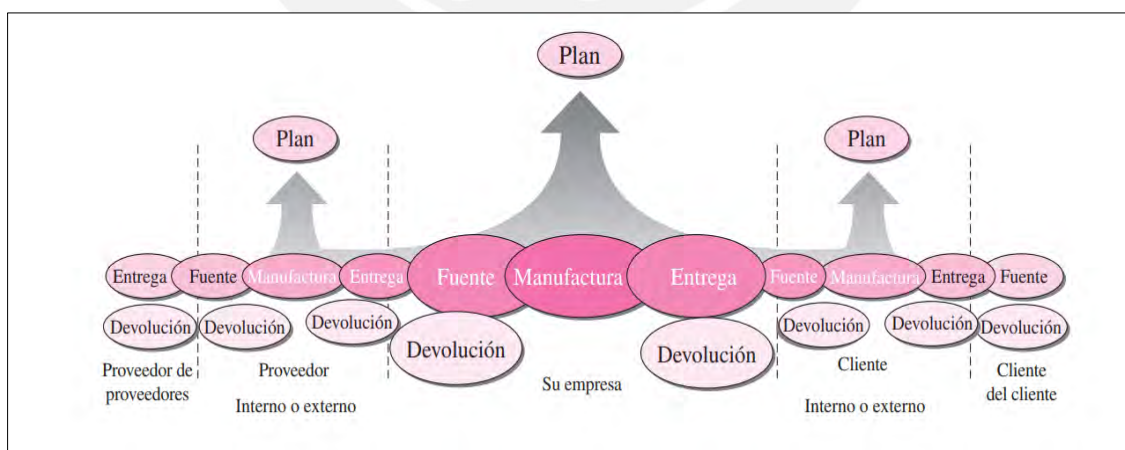 Plan
Plan
Plan
Entrega
Fuente
Manufactura
Entrega
Fuente
Manufactura
Entrega
Fuente
Manufactura
Entrega
Fuente
Devolución
Devolución
Devolución
Devolución
Devolución
Devolución
Devolución
Devolución
Proveedor de
proveedores
Proveedor
Interno o externo
Su empresa
Cliente
Interno o externo
Cliente
del cliente